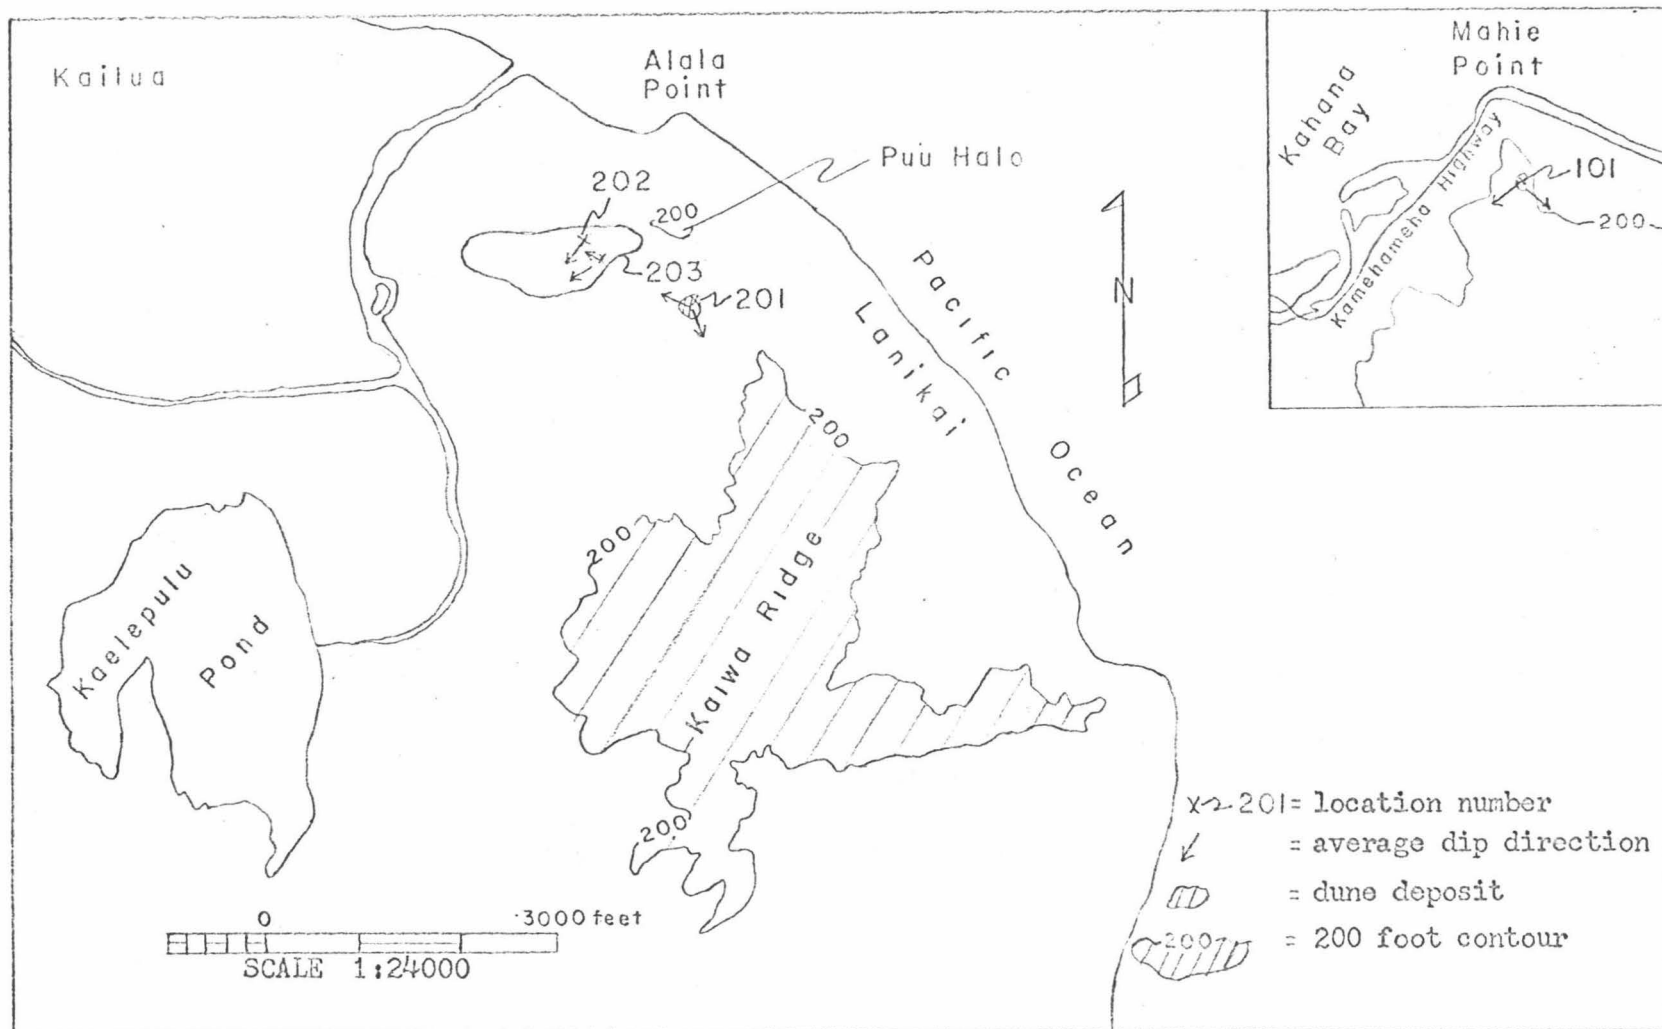 Kailua
Alala
Point
Puu Halo
202
200
203
201
Pacific
Ocean
Lanikai
N
Mahie
Point
Kahana
Bay
Kamehameha Highway
101
200
200
200
Kaiwa Ridge
200
Kaelepulu
Pond
0 3000 feet
SCALE 1:24000
x~201= location number
= average dip direction
= dune deposit
200 = 200 foot contour